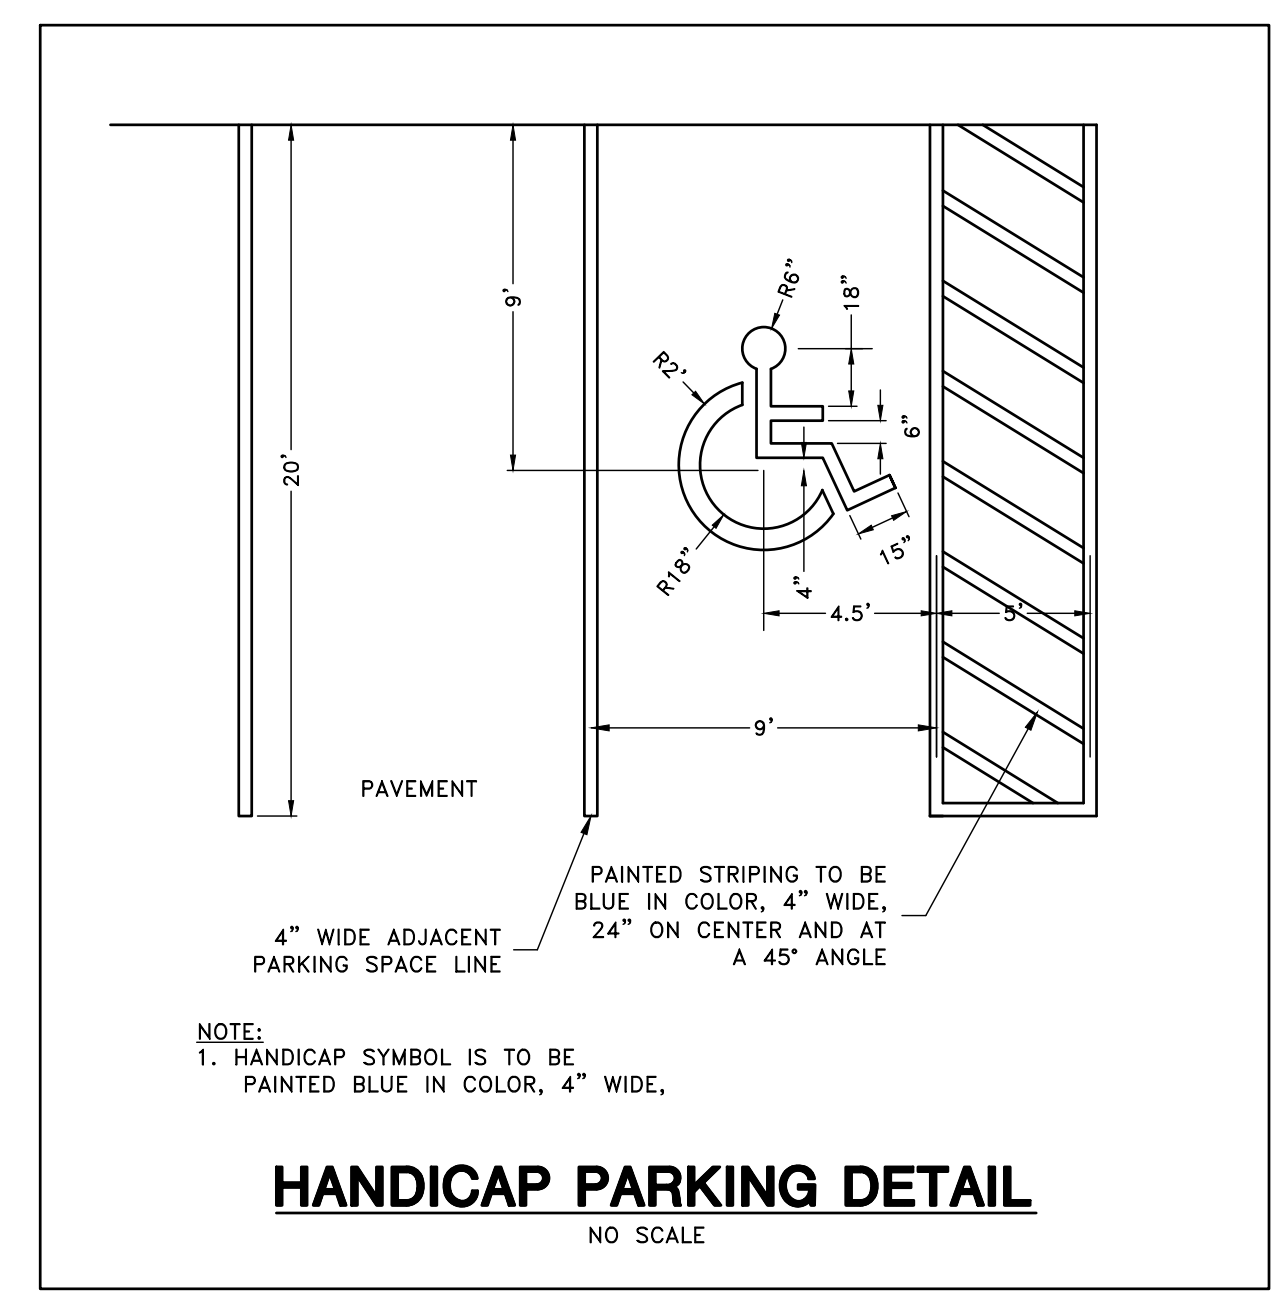 R6”
18”
R2’
9’
6”
20’
15”
R18”
4”
4.5’
5’
9’
PAVEMENT
PAINTED STRIPING TO BE
BLUE IN COLOR, 4” WIDE,
24” ON CENTER AND AT
A 45° ANGLE
4” WIDE ADJACENT
PARKING SPACE LINE
NOTE:
1. HANDICAP SYMBOL IS TO BE
PAINTED BLUE IN COLOR, 4” WIDE,
HANDICAP PARKING DETAIL
NO SCALE